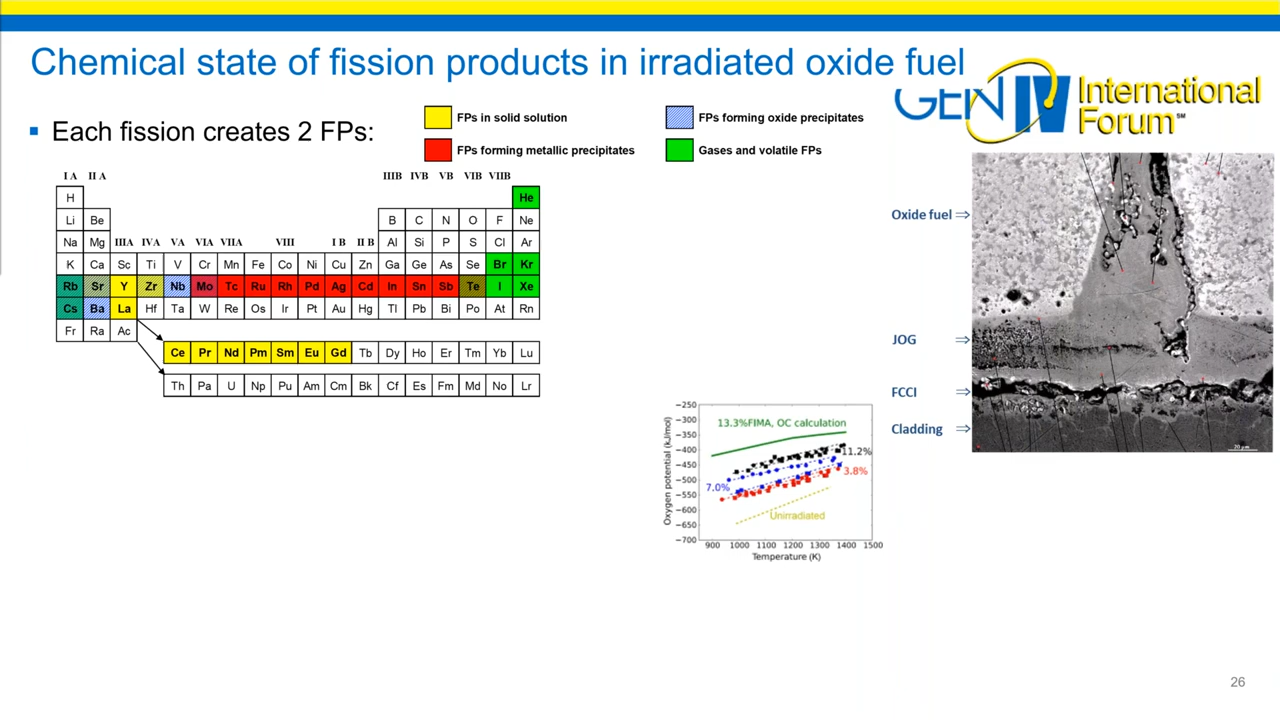 Chemical state of fission products in irradiated oxide fuel
GEN IV International Forum SM
▪ Each fission creates 2 FPs:
FPs in solid solution
FPs forming oxide precipitates
FPs forming metallic precipitates
Gases and volatile FPs
I A II A IIIB IVB VB VIB VIIB
H He
Li Be B C N O F Ne
Na Mg IIIA IVA VA VIA VIIA VIII I B II B Al Si P S Cl Ar
K Ca Sc Ti V Cr Mn Fe Co Ni Cu Zn Ga Ge As Se Br Kr
Rb Sr Y Zr Nb Mo Tc Ru Rh Pd Ag Cd In Sn Sb Te I Xe
Cs Ba La Hf Ta W Re Os Ir Pt Au Hg Tl Pb Bi Po At Rn
Fr Ra Ac
Ce Pr Nd Pm Sm Eu Gd Tb Dy Ho Er Tm Yb Lu
Th Pa U Np Pu Am Cm Bk Cf Es Fm Md No Lr
Oxide fuel ⇒
JOG ⇒
FCCI ⇒
Cladding ⇒
20 µm
Oxygen potential (kJ/mol)
−250
−300
−350
−400
−450
−500
−550
−600
−650
−700
13.3%FIMA, OC calculation
11.2%
3.8%
7.0%
Unirradiated
900 1000 1100 1200 1300 1400 1500
Temperature (K)
26